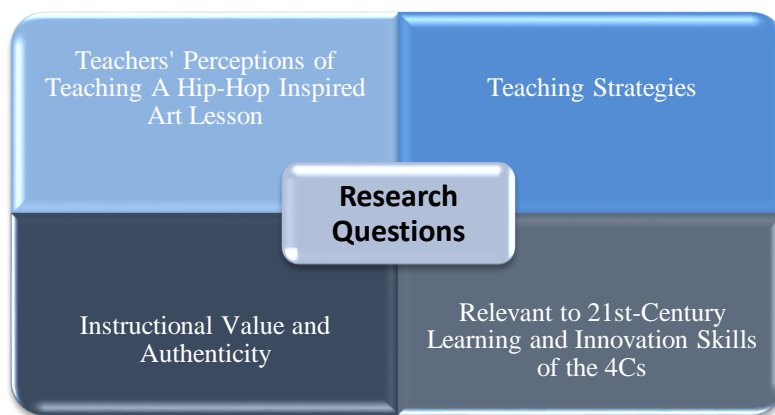 Teachers' Perceptions of
Teaching A Hip-Hop Inspired
Art Lesson
Teaching Strategies
Research
Questions
Instructional Value and
Authenticity
Relevant to 21st-Century
Learning and Innovation Skills
of the 4Cs